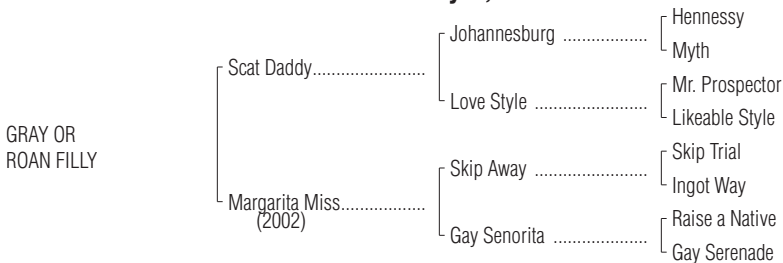 Hennessy
Johannesburg ..................
Myth
Scat Daddy........................
Mr. Prospector
Love Style ........................
Likeable Style
GRAY OR
ROAN FILLY
Skip Trial
Skip Away ........................
Ingot Way
Margarita Miss..................
(2002)
Raise a Native
Gay Senorita ....................
Gay Serenade